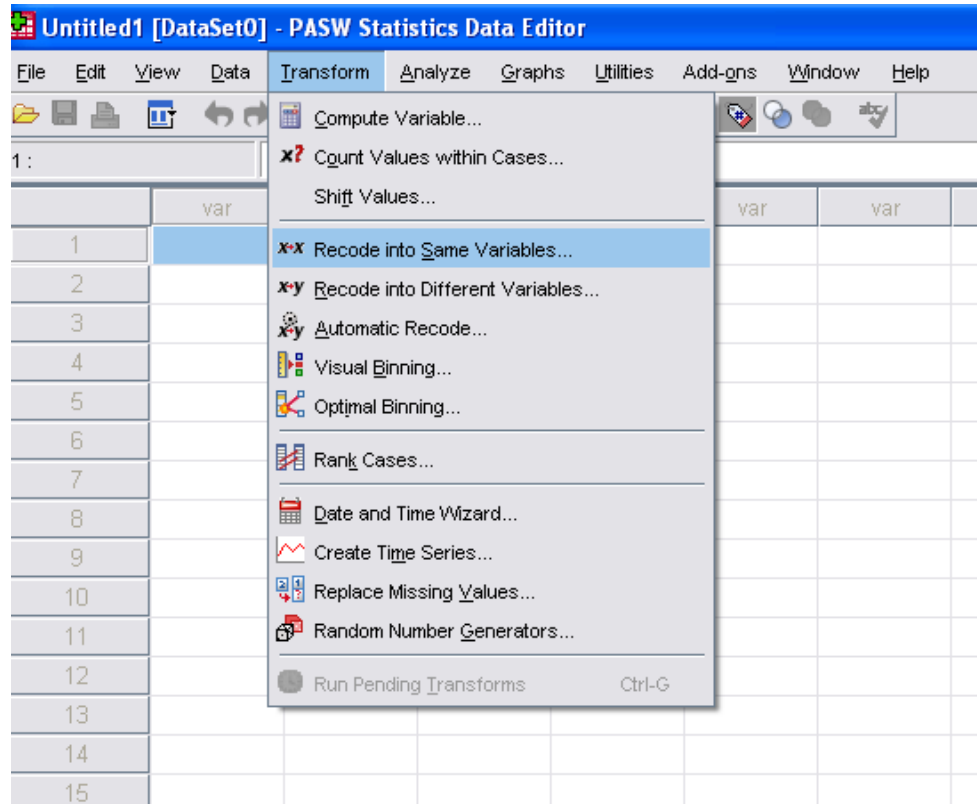 Untitled1 [DataSet0] - PASW Statistics Data Editor
File Edit View Data Transform Analyze Graphs Utilities Add-ons Window Help
1 :
var var var
Compute Variable...
x? Count Values within Cases...
Shift Values...
x•x Recode into Same Variables...
x•y Recode into Different Variables...
x•y Automatic Recode...
Visual Binning...
Optimal Binning...
Rank Cases...
Date and Time Wizard...
Create Time Series...
Replace Missing Values...
Random Number Generators...
Run Pending Transforms Ctrl-G
1
2
3
4
5
6
7
8
9
10
11
12
13
14
15